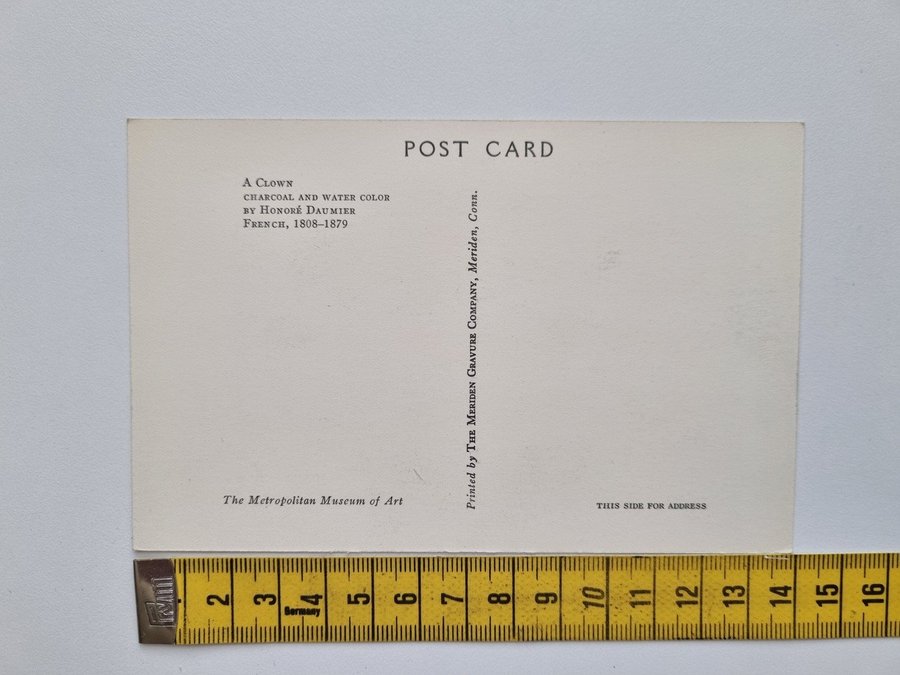 POST CARD
A Clown
charcoal and water color
by Honoré Daumier
French, 1808–1879
Printed by The Meriden Gravure Company, Meriden, Conn.
The Metropolitan Museum of Art
THIS SIDE FOR ADDRESS
2 3 4 5 6 7 8 9 10 11 12 13 14 15 16
Germany